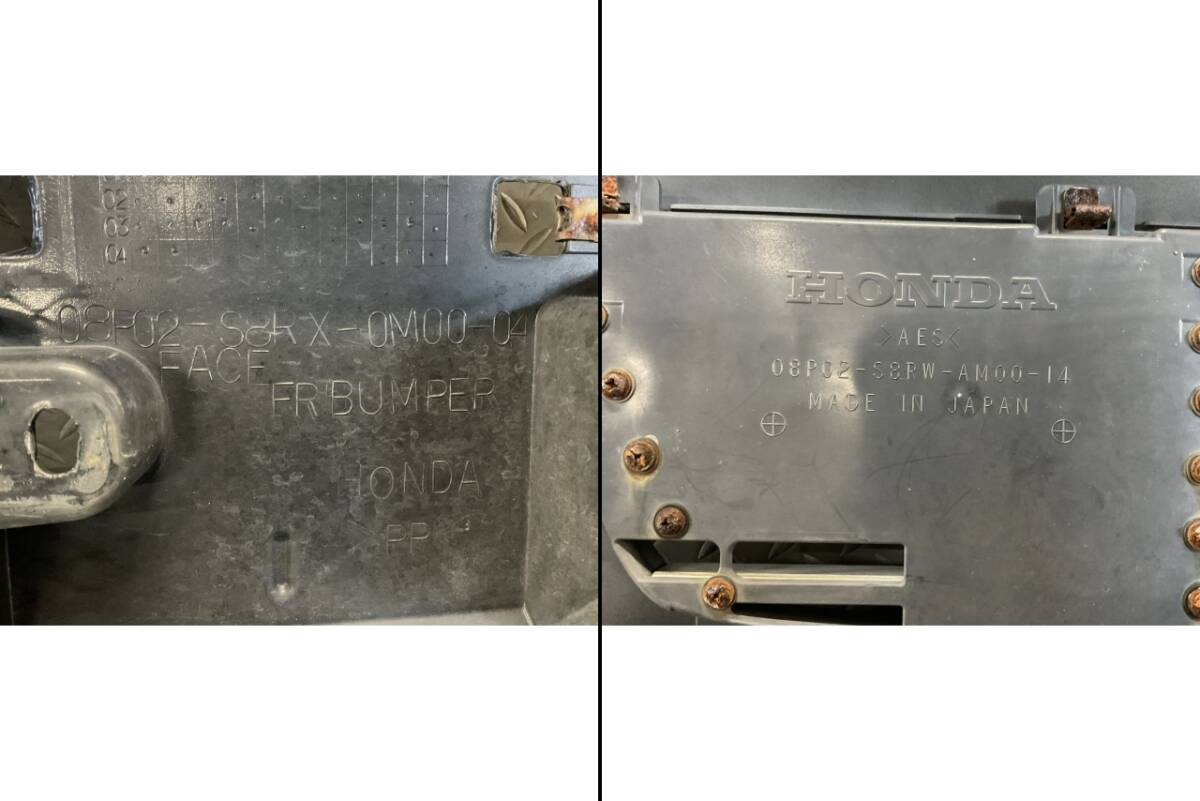 02
03
04
08P02-S8RX-0M00-04
FACE
FR BUMPER
HONDA
PP
HONDA
>AES<
08P02-S8RW-AM00-14
MADE IN JAPAN